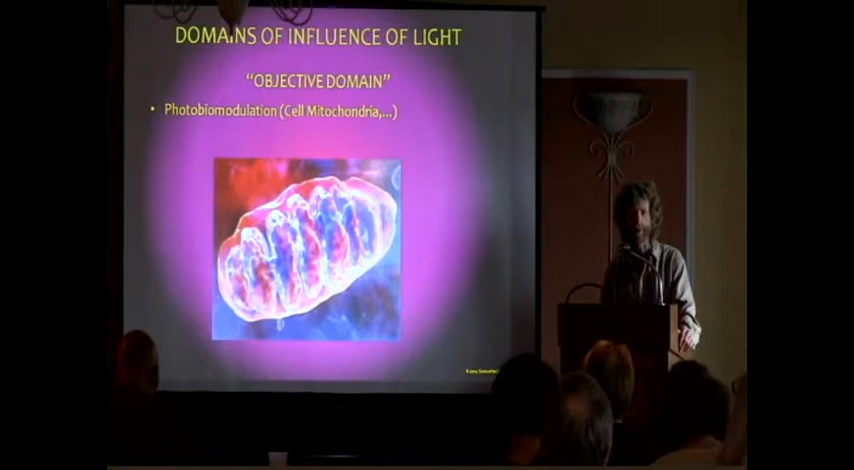 DOMAINS OF INFLUENCE OF LIGHT
“OBJECTIVE DOMAIN”
• Photobiomodulation (Cell Mitochondria,...)